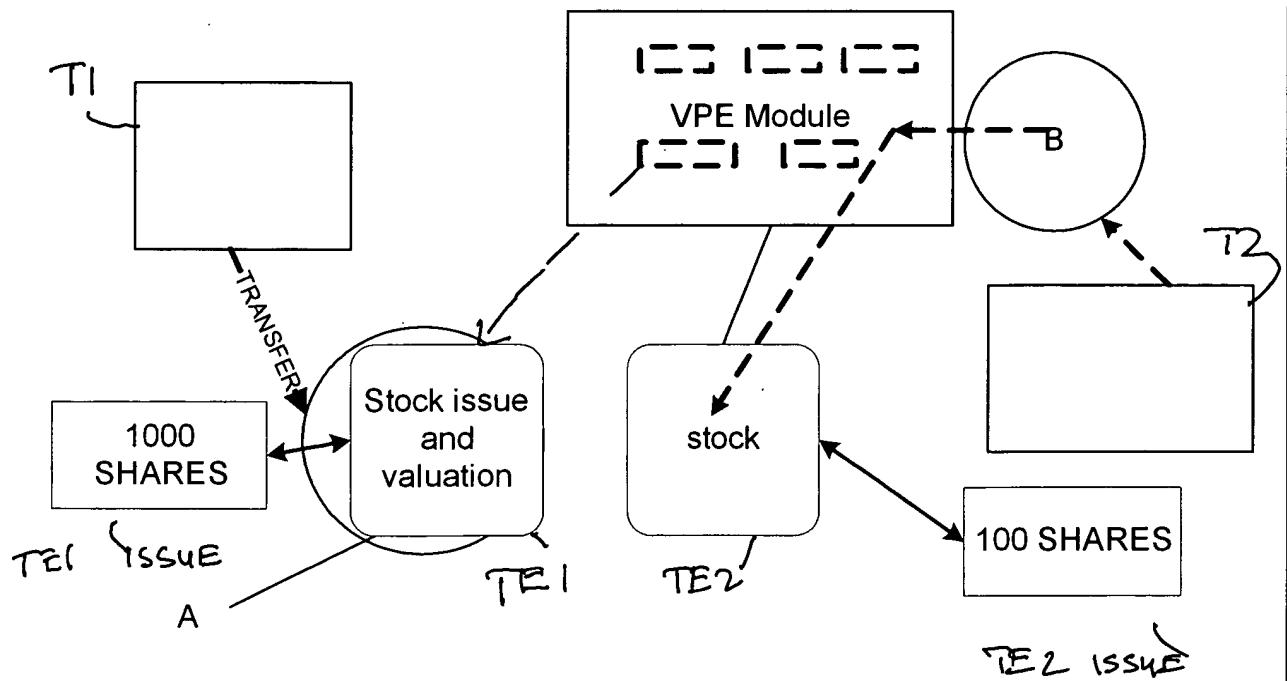 T1
VPE Module
B
T2
TRANSFER
Stock issue
and
valuation
stock
1000
SHARES
100 SHARES
TE1 ISSUE
TE1
TE2
A
TE2 ISSUE